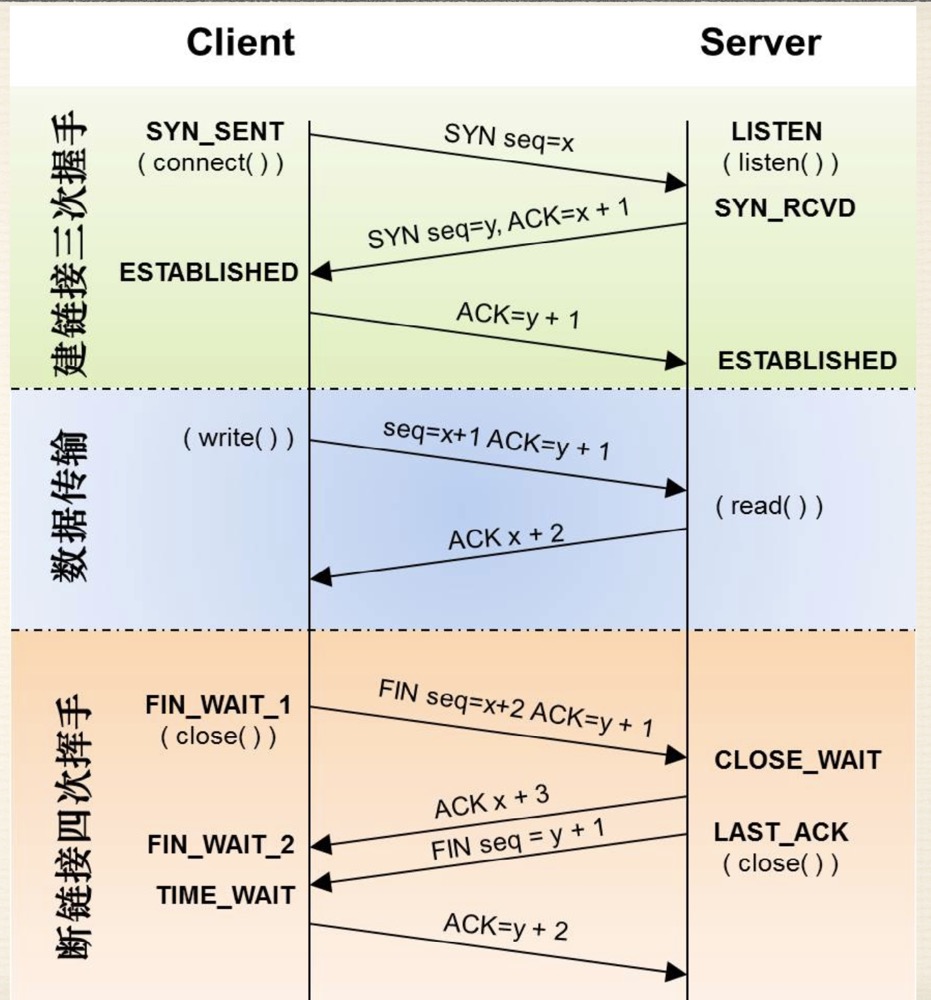 Client
Server
建链接三次握手
SYN_SENT
( connect( ) )
SYN seq=x
LISTEN
( listen( ) )
SYN_RCVD
SYN seq=y, ACK=x + 1
ESTABLISHED
ACK=y + 1
ESTABLISHED
数据传输
( write( ) )
seq=x+1 ACK=y + 1
( read( ) )
ACK x + 2
断链接四次挥手
FIN_WAIT_1
( close( ) )
FIN seq=x+2 ACK=y + 1
CLOSE_WAIT
ACK x + 3
FIN_WAIT_2
FIN seq = y + 1
LAST_ACK
( close( ) )
TIME_WAIT
ACK=y + 2